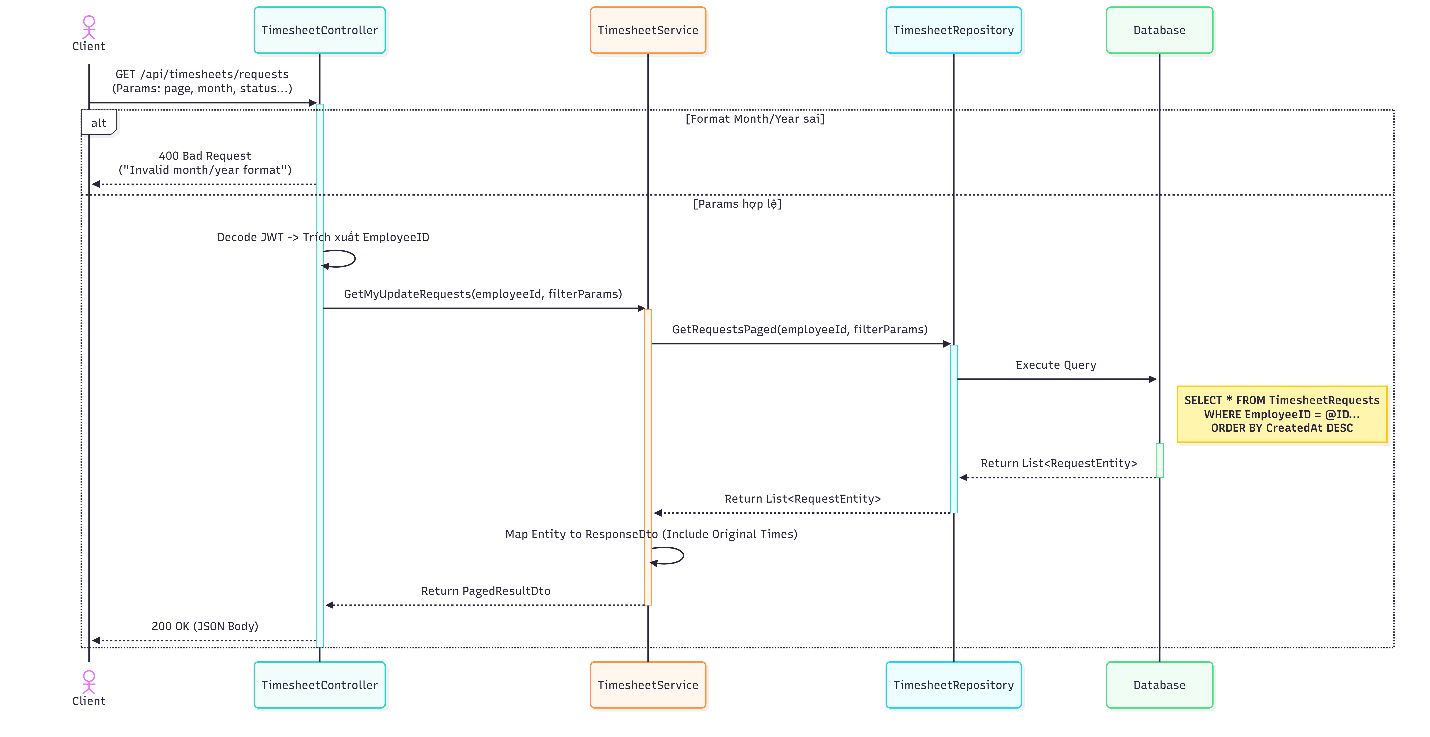 Client
TimesheetController
TimesheetService
TimesheetRepository
Database
GET /api/timesheets/requests
(Params: page, month, status...)
alt
[Format Month/Year sai]
400 Bad Request
("Invalid month/year format")
[Params hợp lệ]
Decode JWT -> Trích xuất EmployeeID
GetMyUpdateRequests(employeeId, filterParams)
GetRequestsPaged(employeeId, filterParams)
Execute Query
SELECT * FROM TimesheetRequests
WHERE EmployeeID = @ID...
ORDER BY CreatedAt DESC
Return List<RequestEntity>
Return List<RequestEntity>
Map Entity to ResponseDto (Include Original Times)
Return PagedResultDto
200 OK (JSON Body)
Client
TimesheetController
TimesheetService
TimesheetRepository
Database